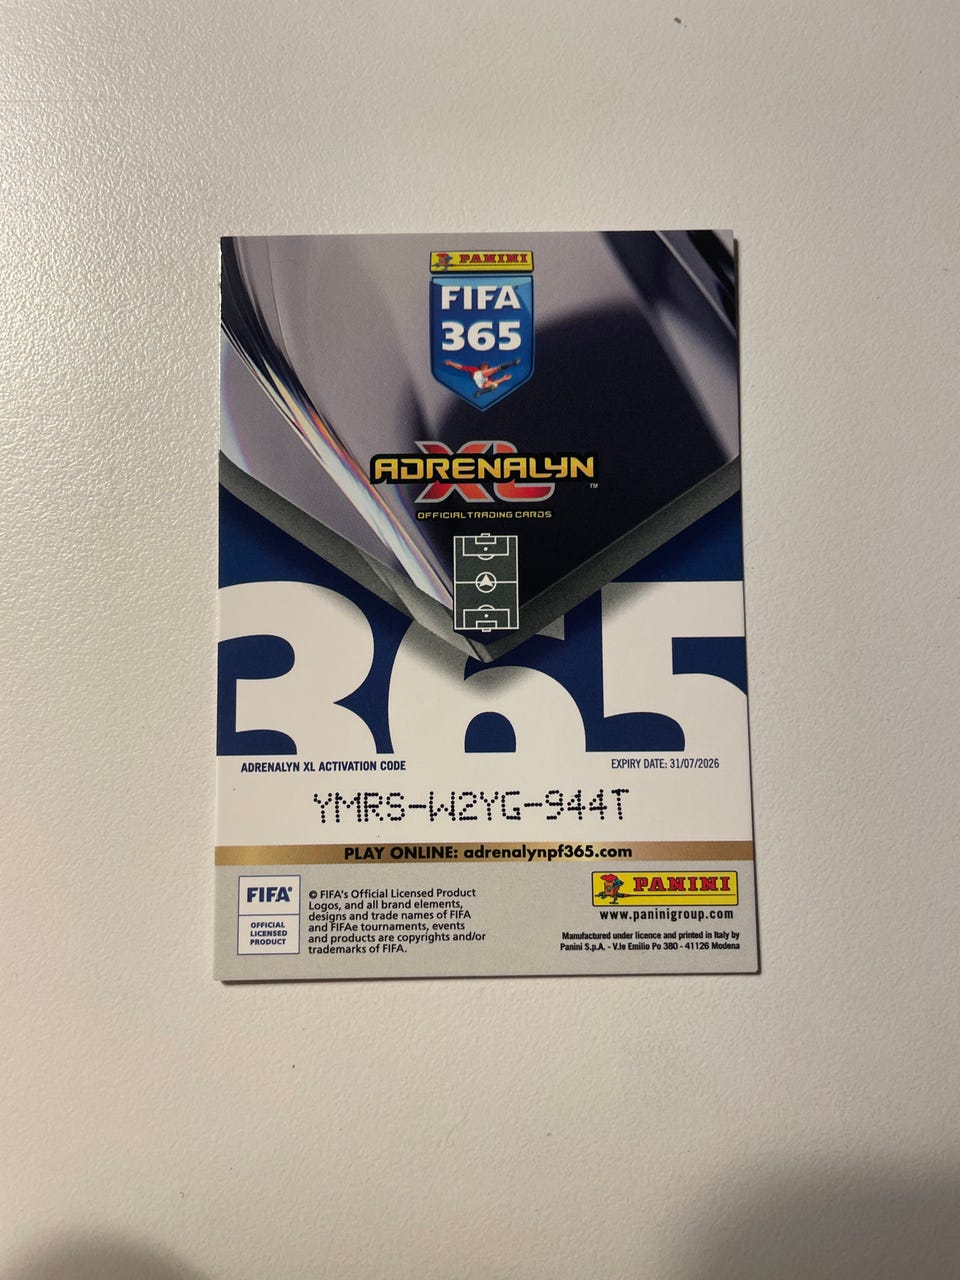 PANINI
FIFA
365
ADRENALYN
XL
™
OFFICIAL TRADING CARDS
365
ADRENALYN XL ACTIVATION CODE
EXPIRY DATE: 31/07/2026
YMRS-W2YG-944T
PLAY ONLINE: adrenalynpf365.com
FIFA®
OFFICIAL
LICENSED
PRODUCT
© FIFA's Official Licensed Product
Logos, and all brand elements,
designs and trade names of FIFA
and FIFAe tournaments, events
and products are copyrights and/or
trademarks of FIFA.
PANINI
www.paninigroup.com
Manufactured under licence and printed in Italy by
Panini S.p.A. - V.le Emilio Po 380 - 41126 Modena